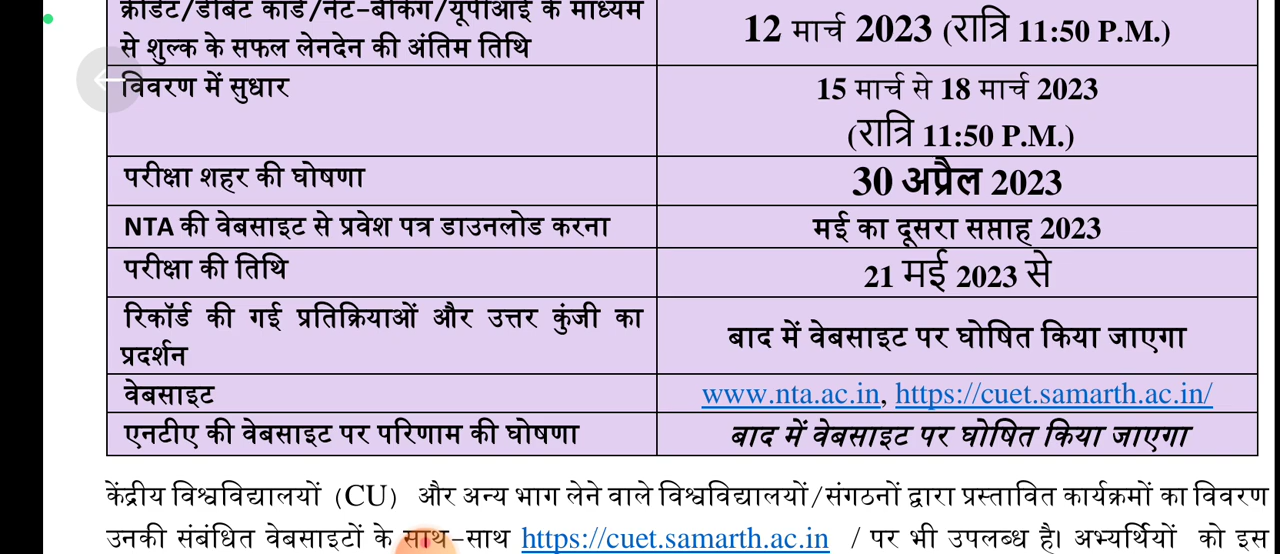 क्रेडिट/डेबिट कार्ड/नेट-बैंकिंग/यूपीआई के माध्यम
से शुल्क के सफल लेनदेन की अंतिम तिथि
12 मार्च 2023 (रात्रि 11:50 P.M.)
विवरण में सुधार
15 मार्च से 18 मार्च 2023
(रात्रि 11:50 P.M.)
परीक्षा शहर की घोषणा
30 अप्रैल 2023
NTA की वेबसाइट से प्रवेश पत्र डाउनलोड करना
मई का दूसरा सप्ताह 2023
परीक्षा की तिथि
21 मई 2023 से
रिकॉर्ड की गई प्रतिक्रियाओं और उत्तर कुंजी का
प्रदर्शन
बाद में वेबसाइट पर घोषित किया जाएगा
वेबसाइट
www.nta.ac.in, https://cuet.samarth.ac.in/
एनटीए की वेबसाइट पर परिणाम की घोषणा
बाद में वेबसाइट पर घोषित किया जाएगा
केंद्रीय विश्वविद्यालयों (CU) और अन्य भाग लेने वाले विश्वविद्यालयों/संगठनों द्वारा प्रस्तावित कार्यक्रमों का विवरण
उनकी संबंधित वेबसाइटों के साथ-साथ https://cuet.samarth.ac.in / पर भी उपलब्ध है। अभ्यर्थियों को इस